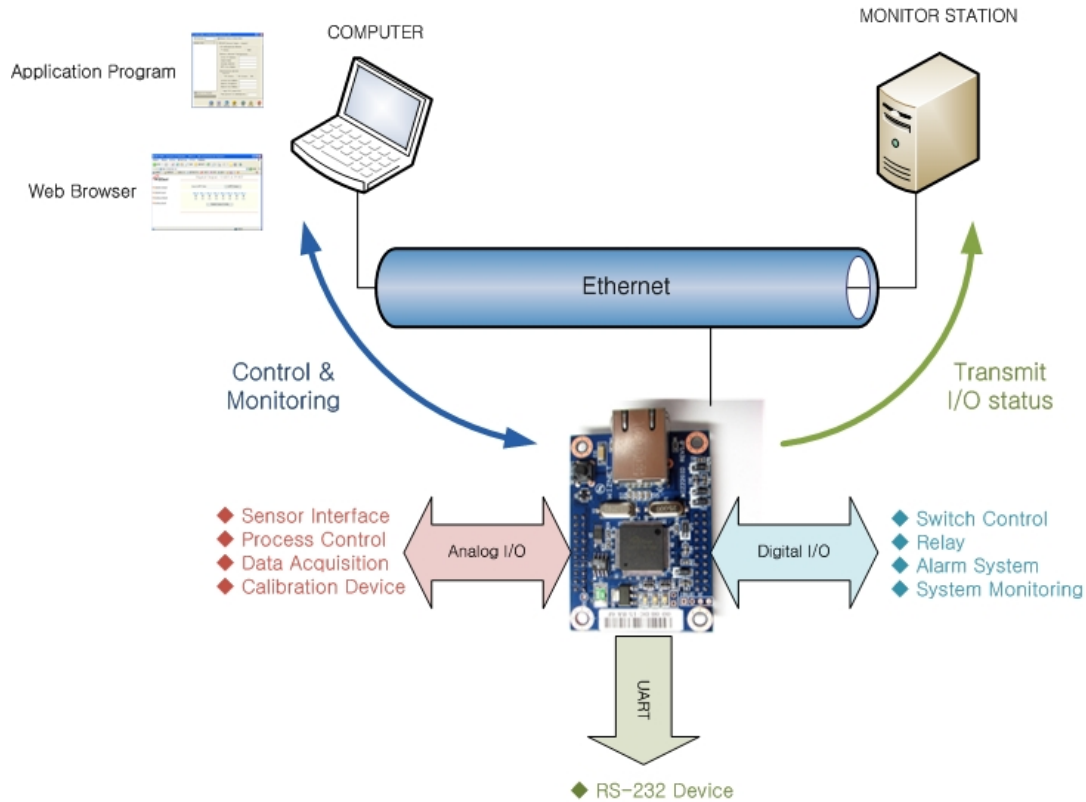 COMPUTER
MONITOR STATION
Application Program
Web Browser
Ethernet
Control &
Monitoring
Transmit
I/O status
Sensor Interface
Process Control
Data Acquisition
Calibration Device
Analog I/O
Digital I/O
Switch Control
Relay
Alarm System
System Monitoring
UART
RS-232 Device